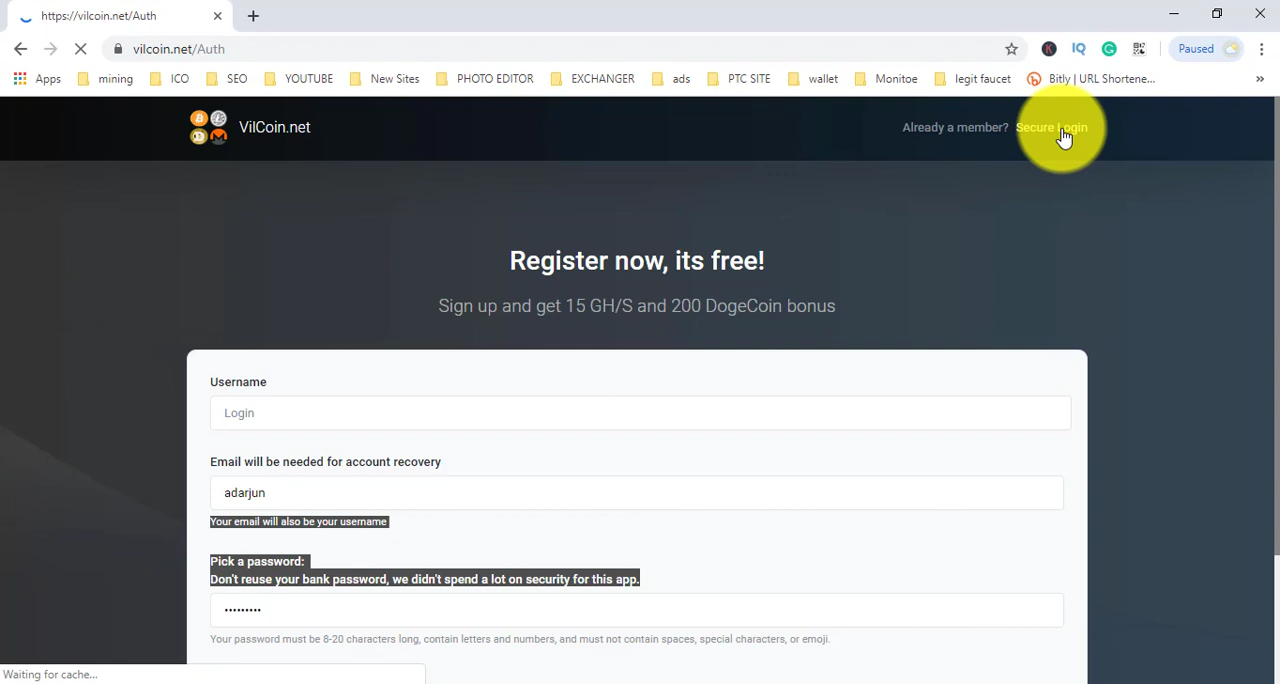 https://vilcoin.net/Auth
vilcoin.net/Auth
Paused
Apps mining ICO SEO YOUTUBE New Sites PHOTO EDITOR EXCHANGER ads PTC SITE wallet Monitoe legit faucet Bitly | URL Shortene... »
VilCoin.net
Already a member? Secure Login
Register now, its free!
Sign up and get 15 GH/S and 200 DogeCoin bonus
Username
Login
Email will be needed for account recovery
adarjun
Your email will also be your username
Pick a password:
Don't reuse your bank password, we didn't spend a lot on security for this app.
•••••••••
Your password must be 8-20 characters long, contain letters and numbers, and must not contain spaces, special characters, or emoji.
Waiting for cache...